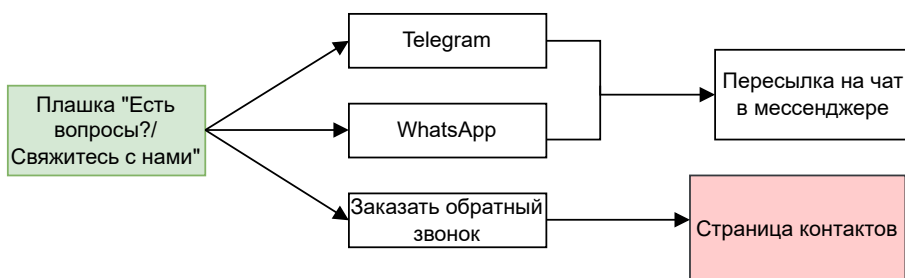 Плашка "Есть
вопросы?/
Свяжитесь с нами"
Telegram
WhatsApp
Заказать обратный
звонок
Пересылка на чат
в мессенджере
Страница контактов